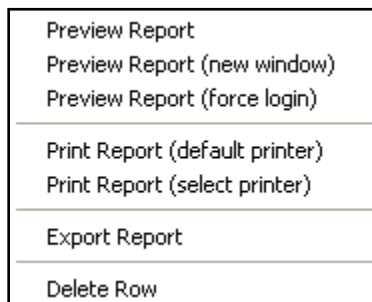 Preview Report
Preview Report (new window)
Preview Report (force login)
Print Report (default printer)
Print Report (select printer)
Export Report
Delete Row